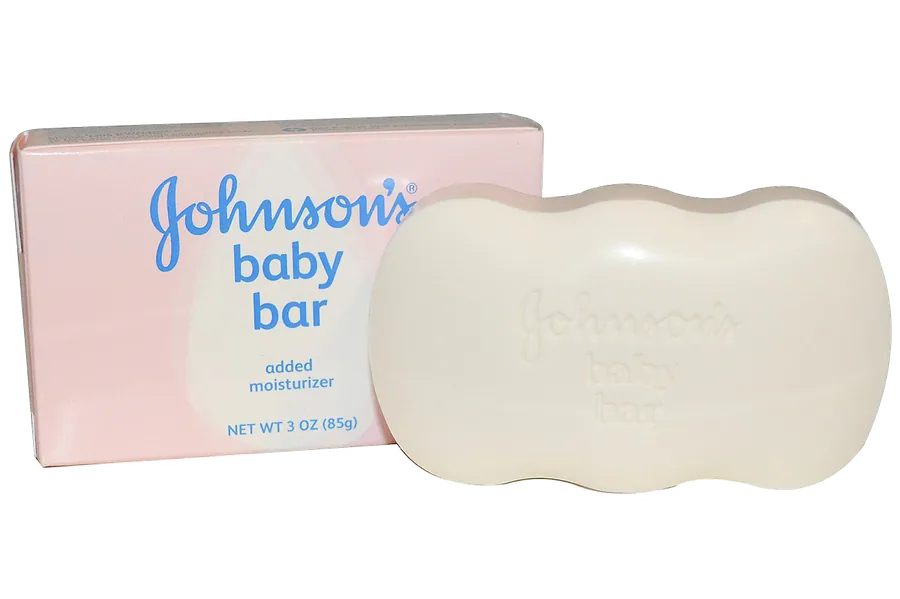 Johnson's®
baby
bar
added
moisturizer
NET WT 3 OZ (85g)
Johnson's
baby
bar